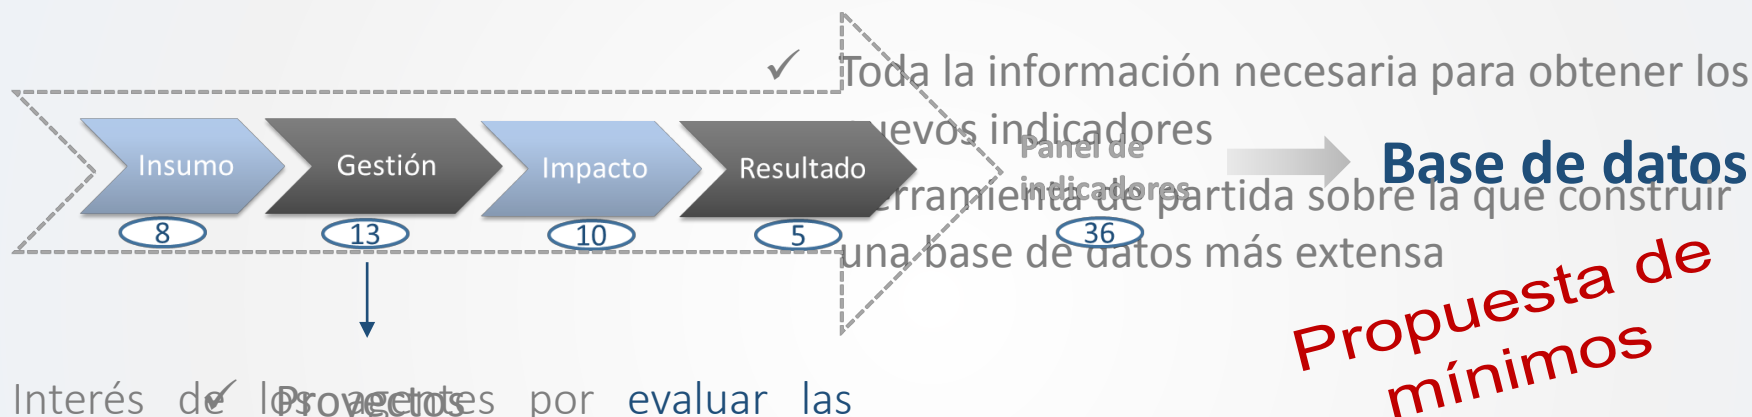 ✓ Toda la información necesaria para obtener los
nuevos indicadores
Insumo
Gestión
Impacto
Resultado
Panel de
indicadores
Base de datos
herramienta de partida sobre la que construir
8
13
10
5
36
una base de datos más extensa
Propuesta de
mínimos
Interés de los agentes por evaluar las
✓ Proyectos